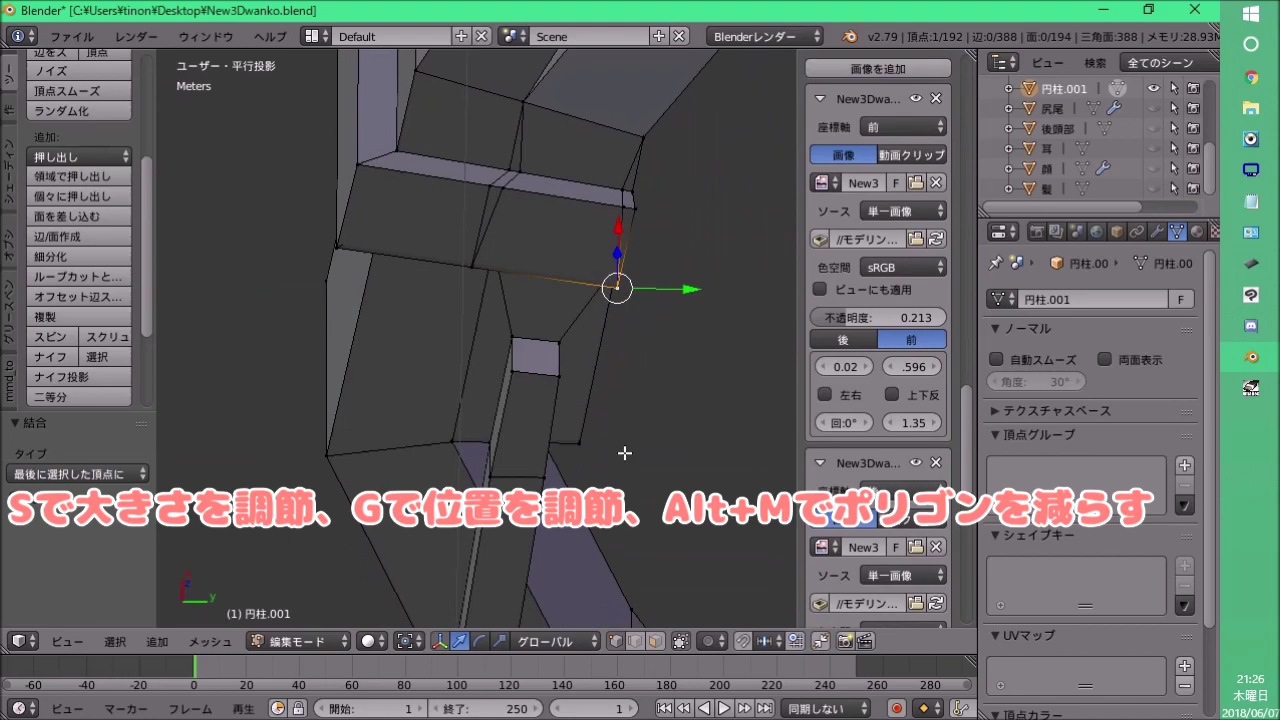 Blender* [C:¥Users¥tinon¥Desktop¥New3Dwanko.blend]
ファイル レンダー ウィンドウ ヘルプ Default Scene Blenderレンダー v2.79 | 頂点:1/192 | 辺:0/388 | 面:0/194 | 三角面:388 | メモリ:28.93M
辺をス 頂点
ノイズ
頂点スムーズ
ランダム化
追加:
押し出し
領域で押し出し
個々に押し出し
面を差し込む
辺/面作成
細分化
ループカットと...
オフセット辺ス...
複製
スピン スクリュ
ナイフ 選択
ナイフ投影
二等分
グリースペン
mmd_to
結合
タイプ
最後に選択した頂点に
ユーザー・平行投影
Meters
z
y
(1) 円柱.001
画像を追加
New3Dwa...
座標軸 前
画像 動画クリップ
New3 F
ソース 単一画像
//モデリン...
色空間 sRGB
ビューにも適用
不透明度: 0.213
後 前
0.02 .596
左右 上下反
回:0° 1.35
New3Dwa...
New3 F
ソース 単一画像
//モデリン...
ビュー 検索 全てのシーン
円柱.001
尻尾
後頭部
耳
顔
髪
円柱.00 円柱.00
円柱.001 F
ノーマル
自動スムーズ 両面表示
角度: 30°
テクスチャスペース
頂点グループ
シェイプキー
UVマップ
頂点カラー
Sで大きさを調節、Gで位置を調節、Alt+Mでポリゴンを減らす
ビュー 選択 追加 メッシュ 編集モード グローバル
-60 -40 -20 0 20 40 60 80 100 120 140 160 180 200 220 240 260 280
ビュー マーカー フレーム 再生 開始: 1 終了: 250 1 同期しない
21:26
木曜日
2018/06/07